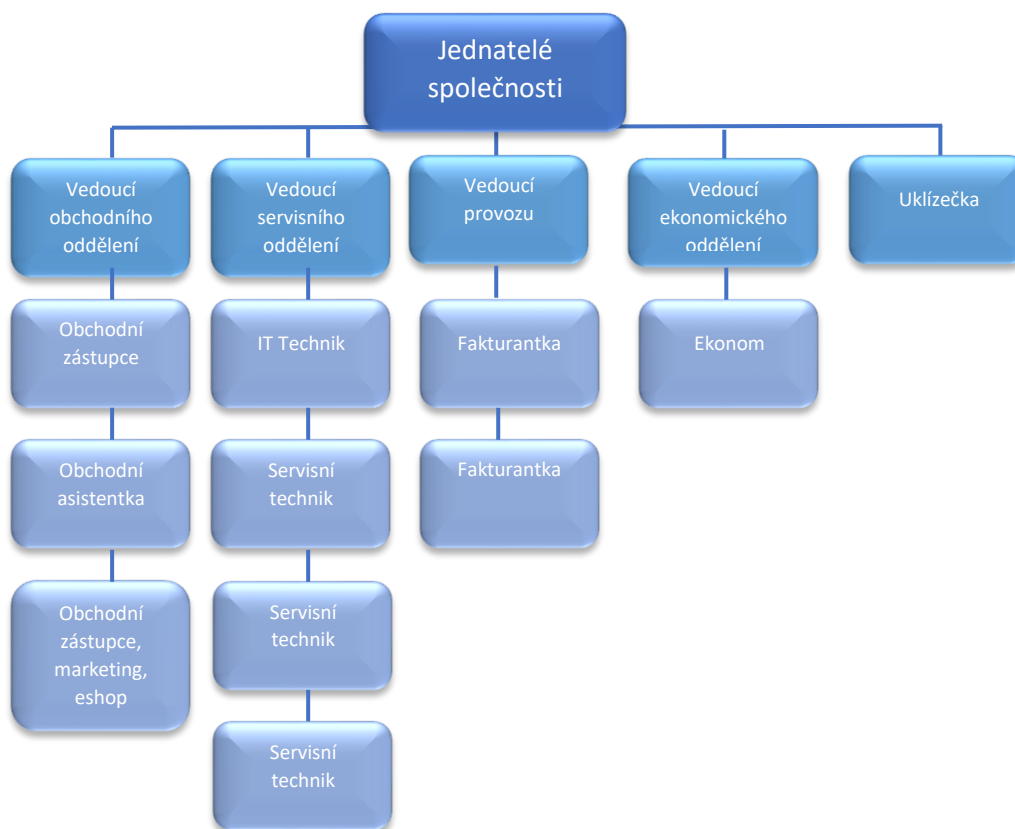 Jednatelé
společnosti
Vedoucí
obchodního
oddělení
Vedoucí
servisního
oddělení
Vedoucí
provozu
Vedoucí
ekonomického
oddělení
Uklízečka
Obchodní
zástupce
IT Technik
Fakturantka
Ekonom
Obchodní
asistentka
Servisní
technik
Fakturantka
Obchodní
zástupce,
marketing,
eshop
Servisní
technik
Servisní
technik